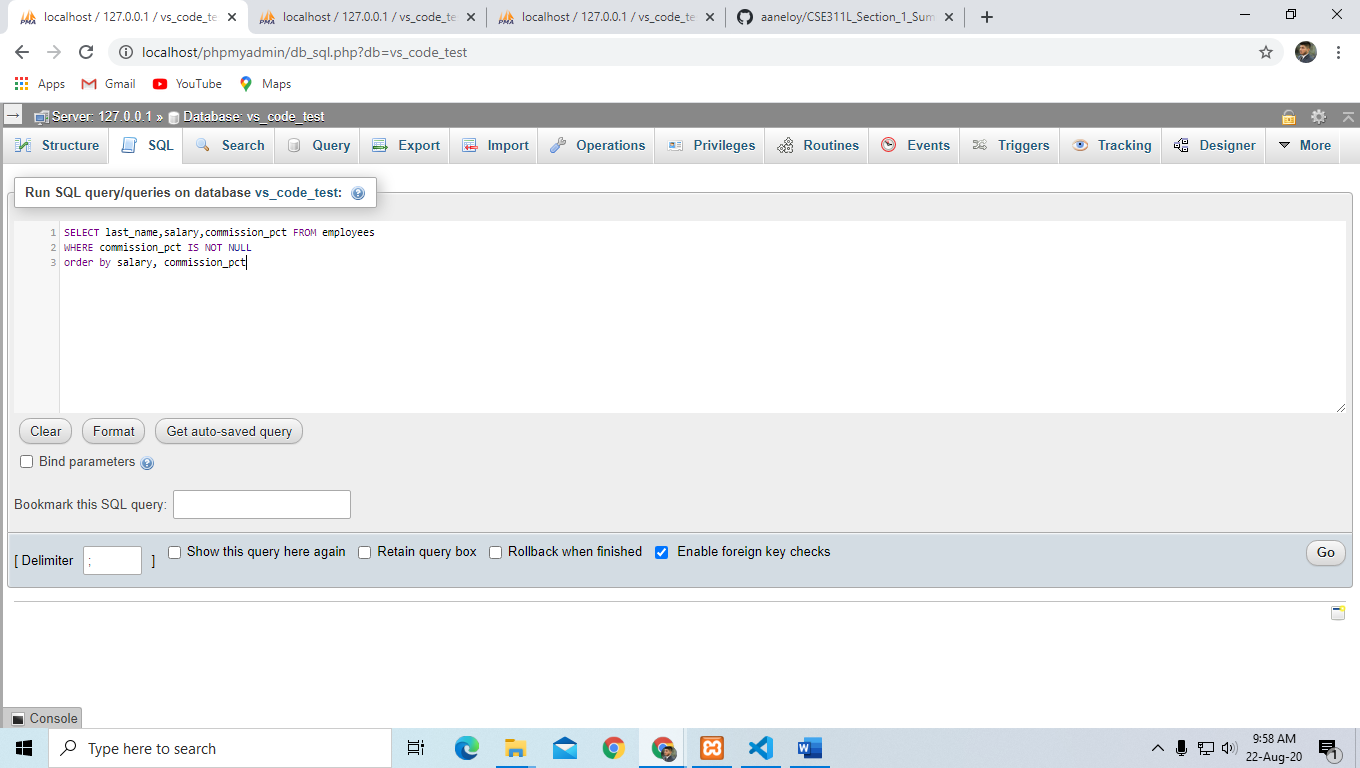 localhost / 127.0.0.1 / vs_code_te
localhost / 127.0.0.1 / vs_code_te
localhost / 127.0.0.1 / vs_code_te
aaneloy/CSE311L_Section_1_Sum
localhost/phpmyadmin/db_sql.php?db=vs_code_test
Apps Gmail YouTube Maps
Server: 127.0.0.1 » Database: vs_code_test
Structure SQL Search Query Export Import Operations Privileges Routines Events Triggers Tracking Designer More
Run SQL query/queries on database vs_code_test:
1 SELECT last_name,salary,commission_pct FROM employees
2 WHERE commission_pct IS NOT NULL
3 order by salary, commission_pct
Clear Format Get auto-saved query
Bind parameters
Bookmark this SQL query:
[ Delimiter ; ] Show this query here again Retain query box Rollback when finished Enable foreign key checks Go
Console
Type here to search
9:58 AM
22-Aug-20
1